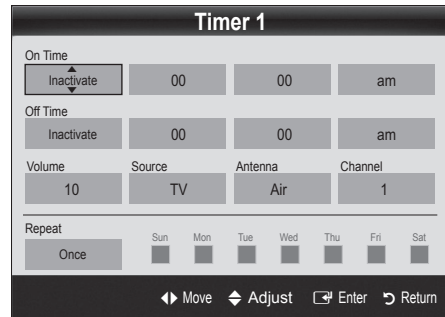 Timer 1
On Time
Inactivate 00 00 am
Off Time
Inactivate 00 00 am
Volume Source Antenna Channel
10 TV Air 1
Repeat Sun Mon Tue Wed Thu Fri Sat
Once
Move Adjust Enter Return